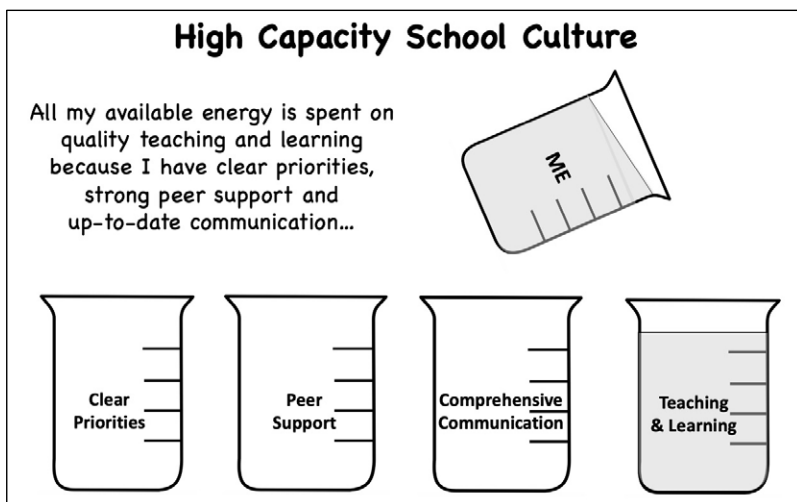 High Capacity School Culture
All my available energy is spent on
quality teaching and learning
because I have clear priorities,
strong peer support and
up-to-date communication...
ME
Clear
Priorities
Peer
Support
Comprehensive
Communication
Teaching
& Learning